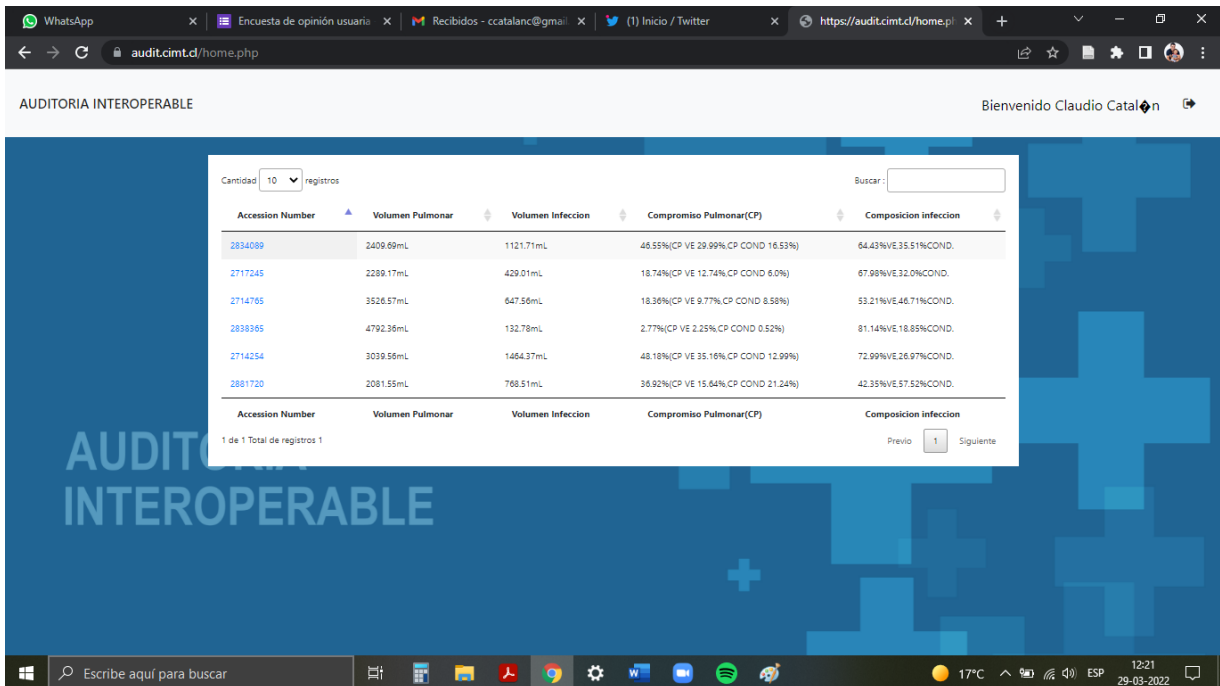 WhatsApp
Encuesta de opinión usuaria
Recibidos - ccatalanc@gmail
(1) Inicio / Twitter
https://audit.cimt.cl/home.ph
audit.cimt.cl/home.php
AUDITORIA INTEROPERABLE
Bienvenido Claudio Catal�n
Cantidad 10 registros
Buscar :
Accession Number Volumen Pulmonar Volumen Infeccion Compromiso Pulmonar(CP) Composicion infeccion
2834089 2409.69mL 1121.71mL 46.55%(CP VE 29.99%,CP COND 16.53%) 64.43%VE,35.51%COND.
2717245 2289.17mL 429.01mL 18.74%(CP VE 12.74%,CP COND 6.0%) 67.98%VE,32.0%COND.
2714765 3526.57mL 647.56mL 18.36%(CP VE 9.77%,CP COND 8.58%) 53.21%VE,46.71%COND.
2838365 4792.36mL 132.78mL 2.77%(CP VE 2.25%,CP COND 0.52%) 81.14%VE,18.85%COND.
2714254 3039.56mL 1464.37mL 48.18%(CP VE 35.16%,CP COND 12.99%) 72.99%VE,26.97%COND.
2881720 2081.55mL 768.51mL 36.92%(CP VE 15.64%,CP COND 21.24%) 42.35%VE,57.52%COND.
Accession Number Volumen Pulmonar Volumen Infeccion Compromiso Pulmonar(CP) Composicion infeccion
1 de 1 Total de registros 1
Previo 1 Siguiente
AUDITORIA
INTEROPERABLE
Escribe aquí para buscar
17°C ESP 12:21
29-03-2022